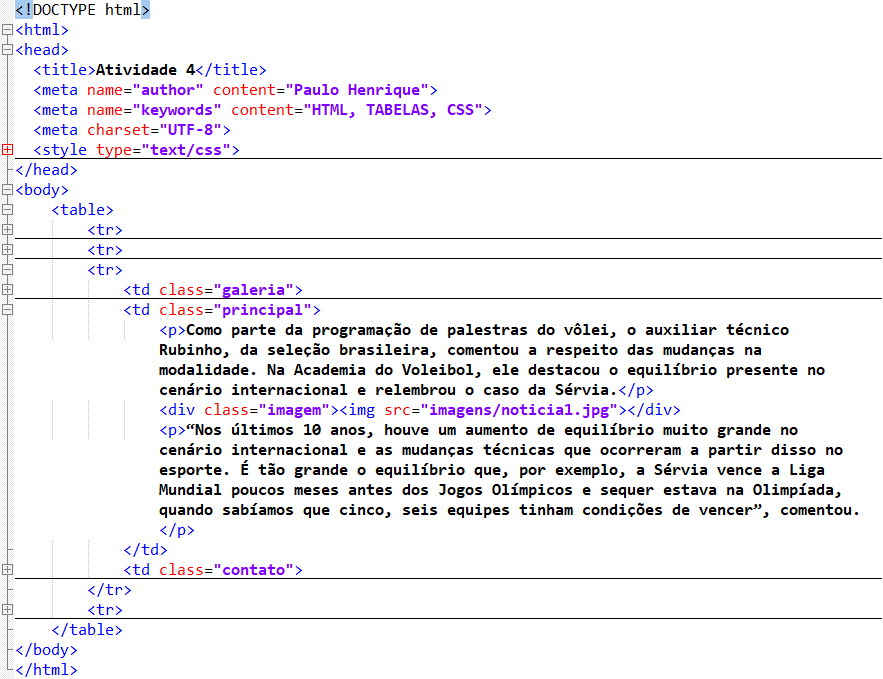 <!DOCTYPE html>
<html>
<head>
<title>Atividade 4</title>
<meta name="author" content="Paulo Henrique">
<meta name="keywords" content="HTML, TABELAS, CSS">
<meta charset="UTF-8">
<style type="text/css">
</head>
<body>
<table>
<tr>
<tr>
<tr>
<td class="galeria">
<td class="principal">
<p>Como parte da programação de palestras do vôlei, o auxiliar técnico
Rubinho, da seleção brasileira, comentou a respeito das mudanças na
modalidade. Na Academia do Voleibol, ele destacou o equilíbrio presente no
cenário internacional e relembrou o caso da Sérvia.</p>
<div class="imagem"><img src="imagens/noticia1.jpg"></div>
<p>“Nos últimos 10 anos, houve um aumento de equilíbrio muito grande no
cenário internacional e as mudanças técnicas que ocorreram a partir disso no
esporte. É tão grande o equilíbrio que, por exemplo, a Sérvia vence a Liga
Mundial poucos meses antes dos Jogos Olímpicos e sequer estava na Olimpíada,
quando sabíamos que cinco, seis equipes tinham condições de vencer”, comentou.
</p>
</td>
<td class="contato">
</tr>
<tr>
</table>
</body>
</html>